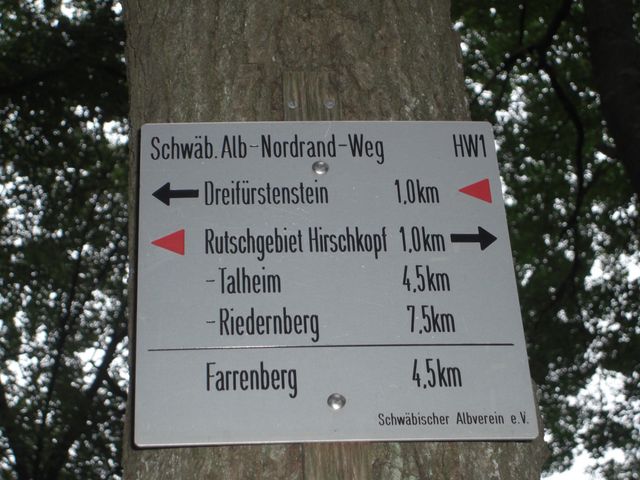 Schwäb. Alb-Nordrand-Weg HW1
Dreifürstenstein 1,0km
Rutschgebiet Hirschkopf 1,0km
-Talheim 4,5km
-Riedernberg 7,5km
Farrenberg 4,5km
Schwäbischer Albverein e.V.